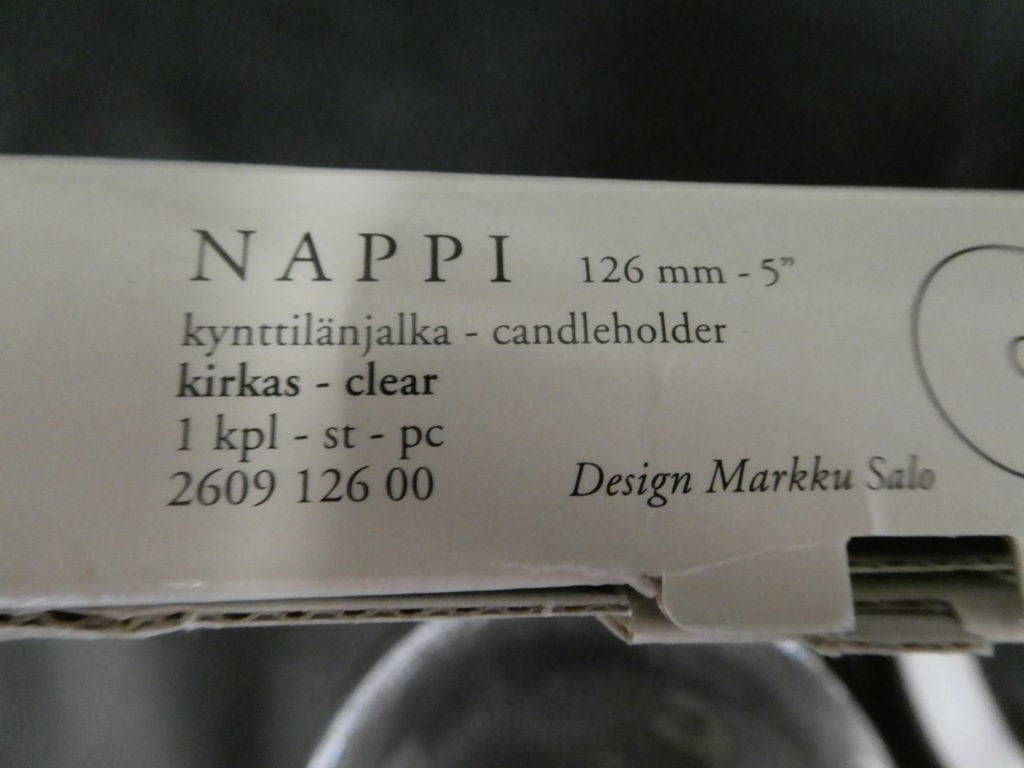 NAPPI 126 mm - 5”
kynttilänjalka - candleholder
kirkas - clear
1 kpl - st - pc
2609 126 00
Design Markku Salo